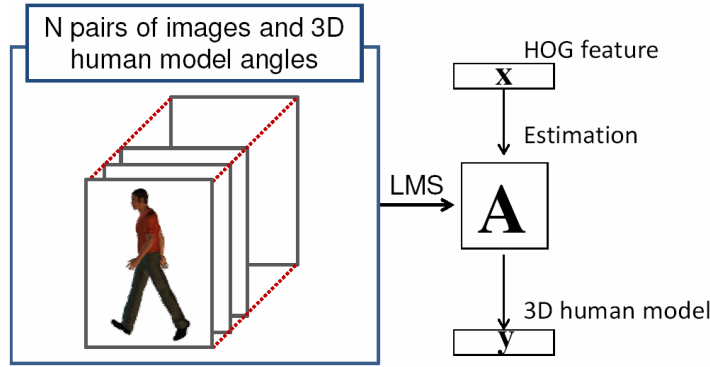 N pairs of images and 3D
human model angles
HOG feature
x
Estimation
LMS
A
3D human model
y